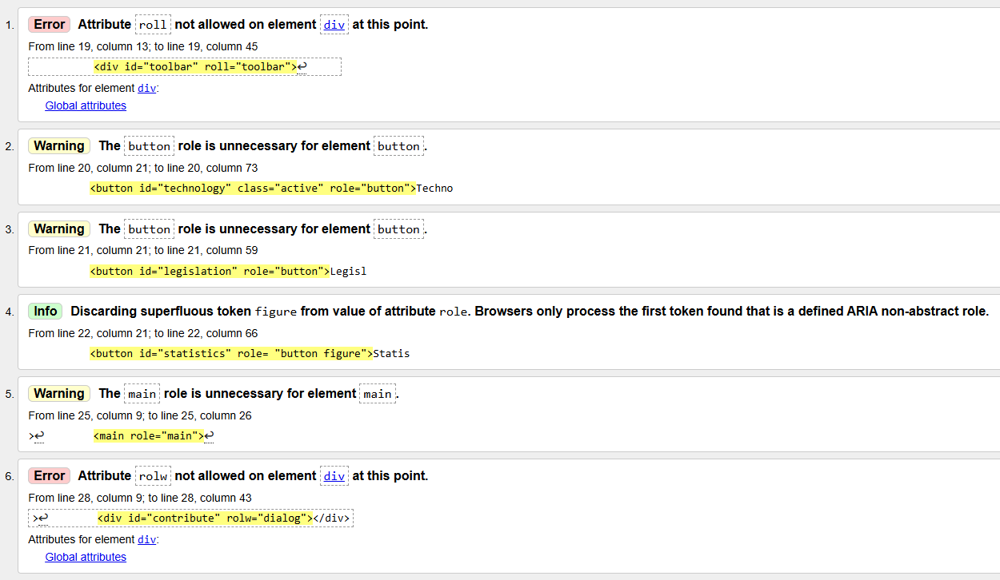 1. Error Attribute roll not allowed on element div at this point.
From line 19, column 13; to line 19, column 45
<div id="toolbar" roll="toolbar">↩
Attributes for element div:
Global attributes
2. Warning The button role is unnecessary for element button.
From line 20, column 21; to line 20, column 73
<button id="technology" class="active" role="button">Techno
3. Warning The button role is unnecessary for element button.
From line 21, column 21; to line 21, column 59
<button id="legislation" role="button">Legisl
4. Info Discarding superfluous token figure from value of attribute role. Browsers only process the first token found that is a defined ARIA non-abstract role.
From line 22, column 21; to line 22, column 66
<button id="statistics" role= "button figure">Statis
5. Warning The main role is unnecessary for element main.
From line 25, column 9; to line 25, column 26
>↩ <main role="main">↩
6. Error Attribute rolw not allowed on element div at this point.
From line 28, column 9; to line 28, column 43
>↩ <div id="contribute" rolw="dialog"></div>
Attributes for element div:
Global attributes